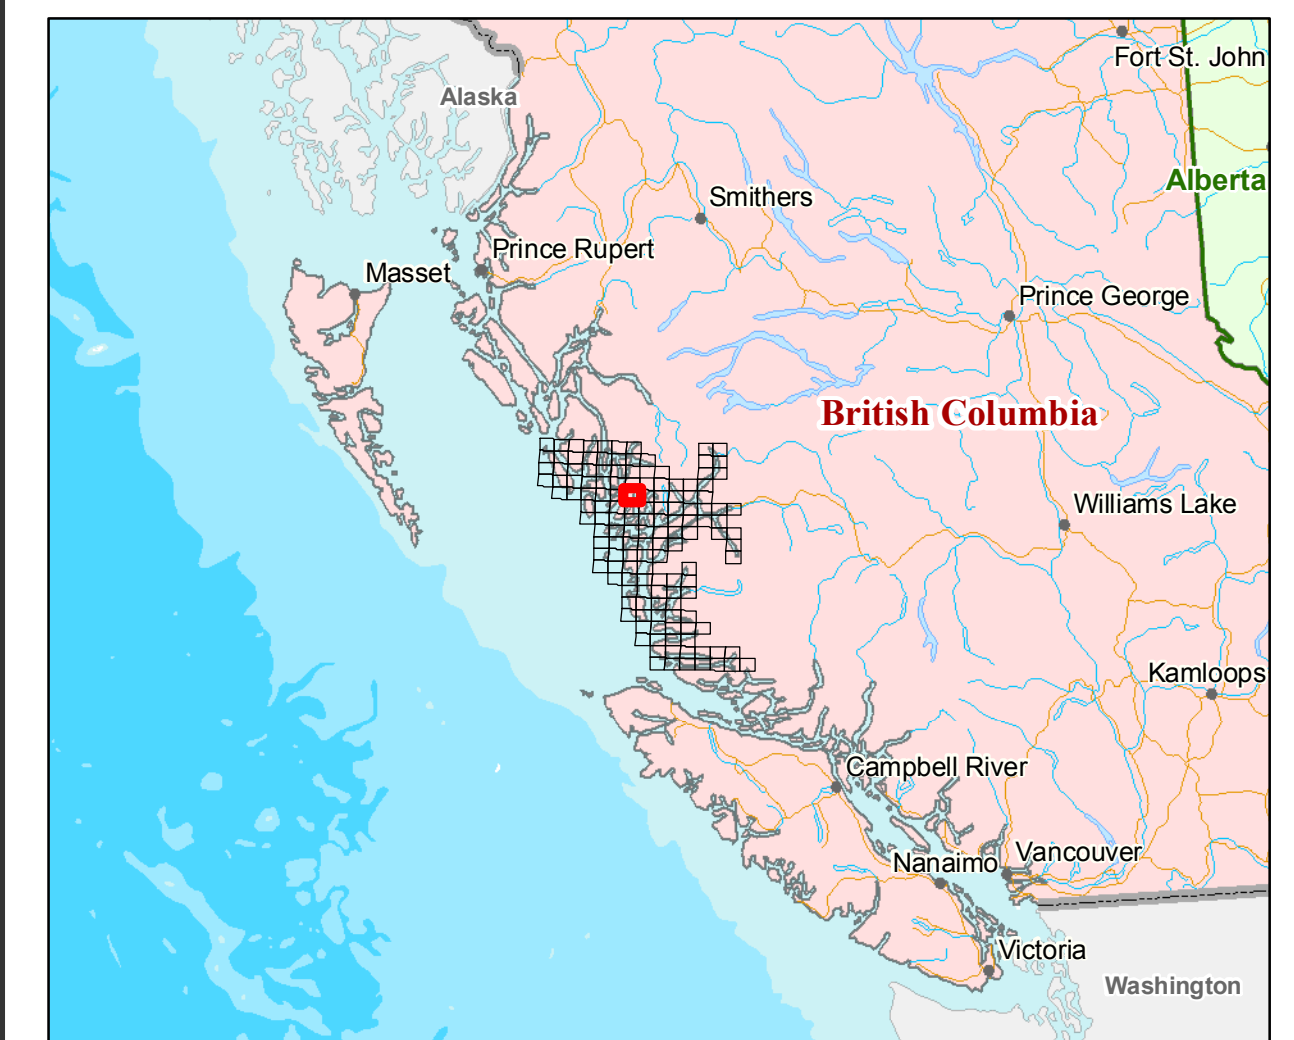 Fort St. John
Alaska
Alberta
Smithers
Prince Rupert
Masset
Prince George
British Columbia
Williams Lake
Kamloops
Campbell River
Nanaimo
Vancouver
Victoria
Washington